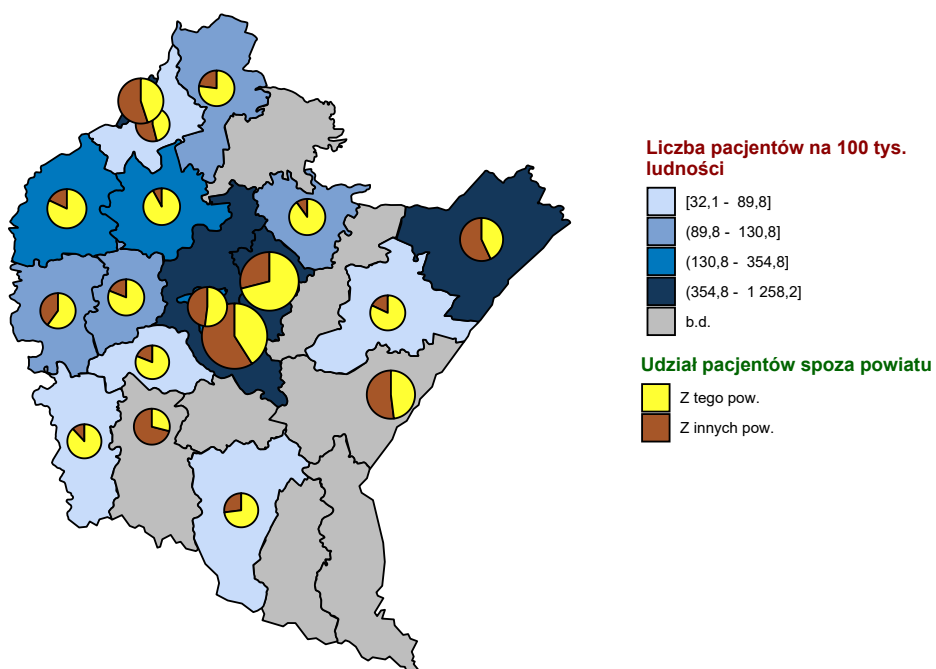 Liczba pacjentów na 100 tys.
ludności
[32,1 - 89,8]
(89,8 - 130,8]
(130,8 - 354,8]
(354,8 - 1 258,2]
b.d.
Udział pacjentów spoza powiatu
Z tego pow.
Z innych pow.